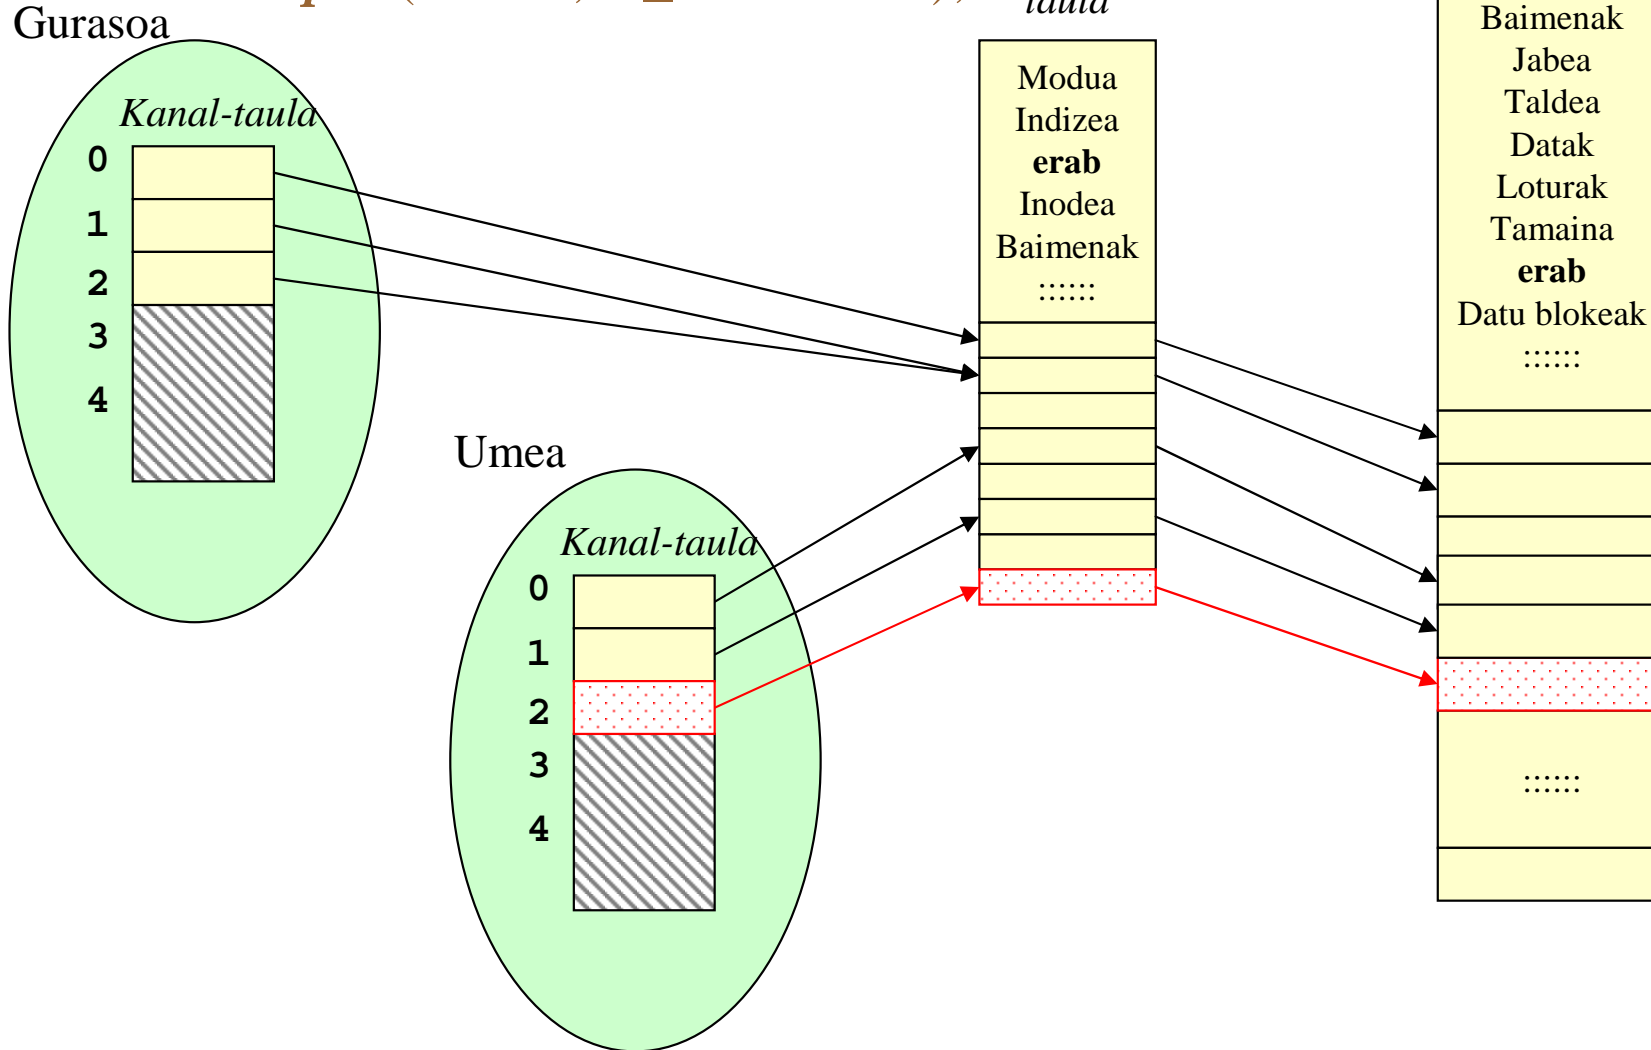 taula
Gurasoa
Kanal-taula
0
1
2
3
4
Umea
Kanal-taula
0
1
2
3
4
Modua
Indizea
erab
Inodea
Baimenak
::::::
Baimenak
Jabea
Taldea
Datak
Loturak
Tamaina
erab
Datu blokeak
::::::
::::::